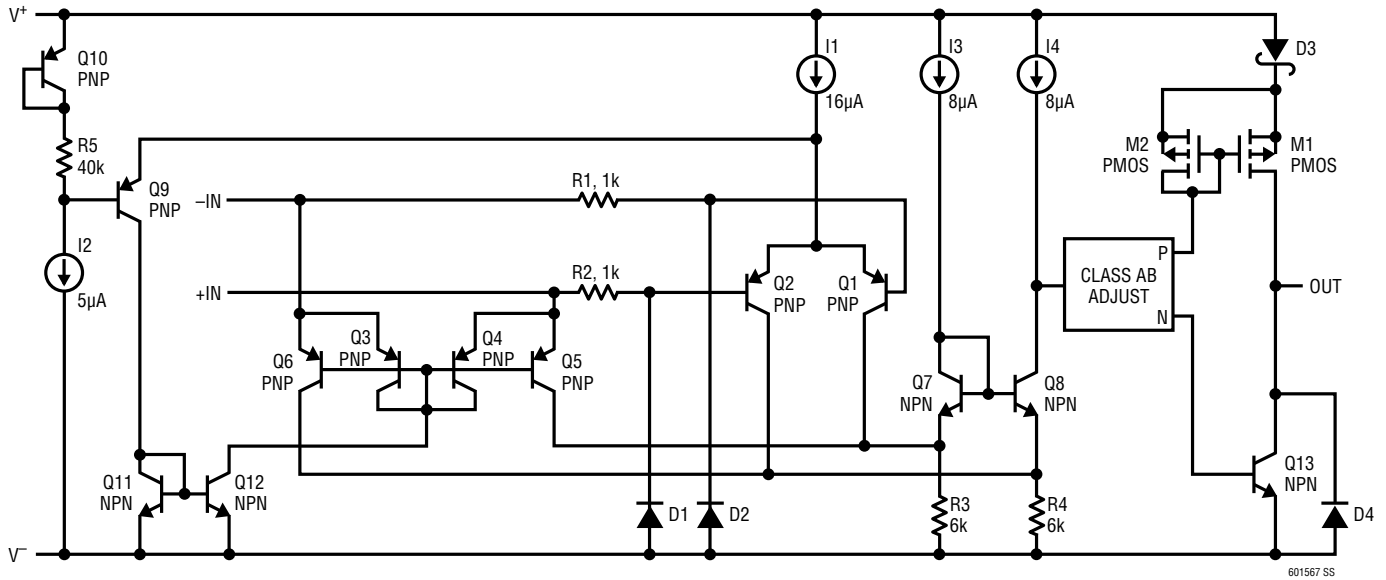 V+
Q10
PNP
R5
40k
Q9
PNP
I2
5µA
I1
16µA
I3
8µA
I4
8µA
D3
M2
PMOS
M1
PMOS
–IN
R1, 1k
+IN
R2, 1k
Q2
PNP
Q1
PNP
CLASS AB
ADJUST
P
N
OUT
Q6
PNP
Q3
PNP
Q4
PNP
Q5
PNP
Q7
NPN
Q8
NPN
Q11
NPN
Q12
NPN
D1
D2
R3
6k
R4
6k
Q13
NPN
D4
V–
601567 SS